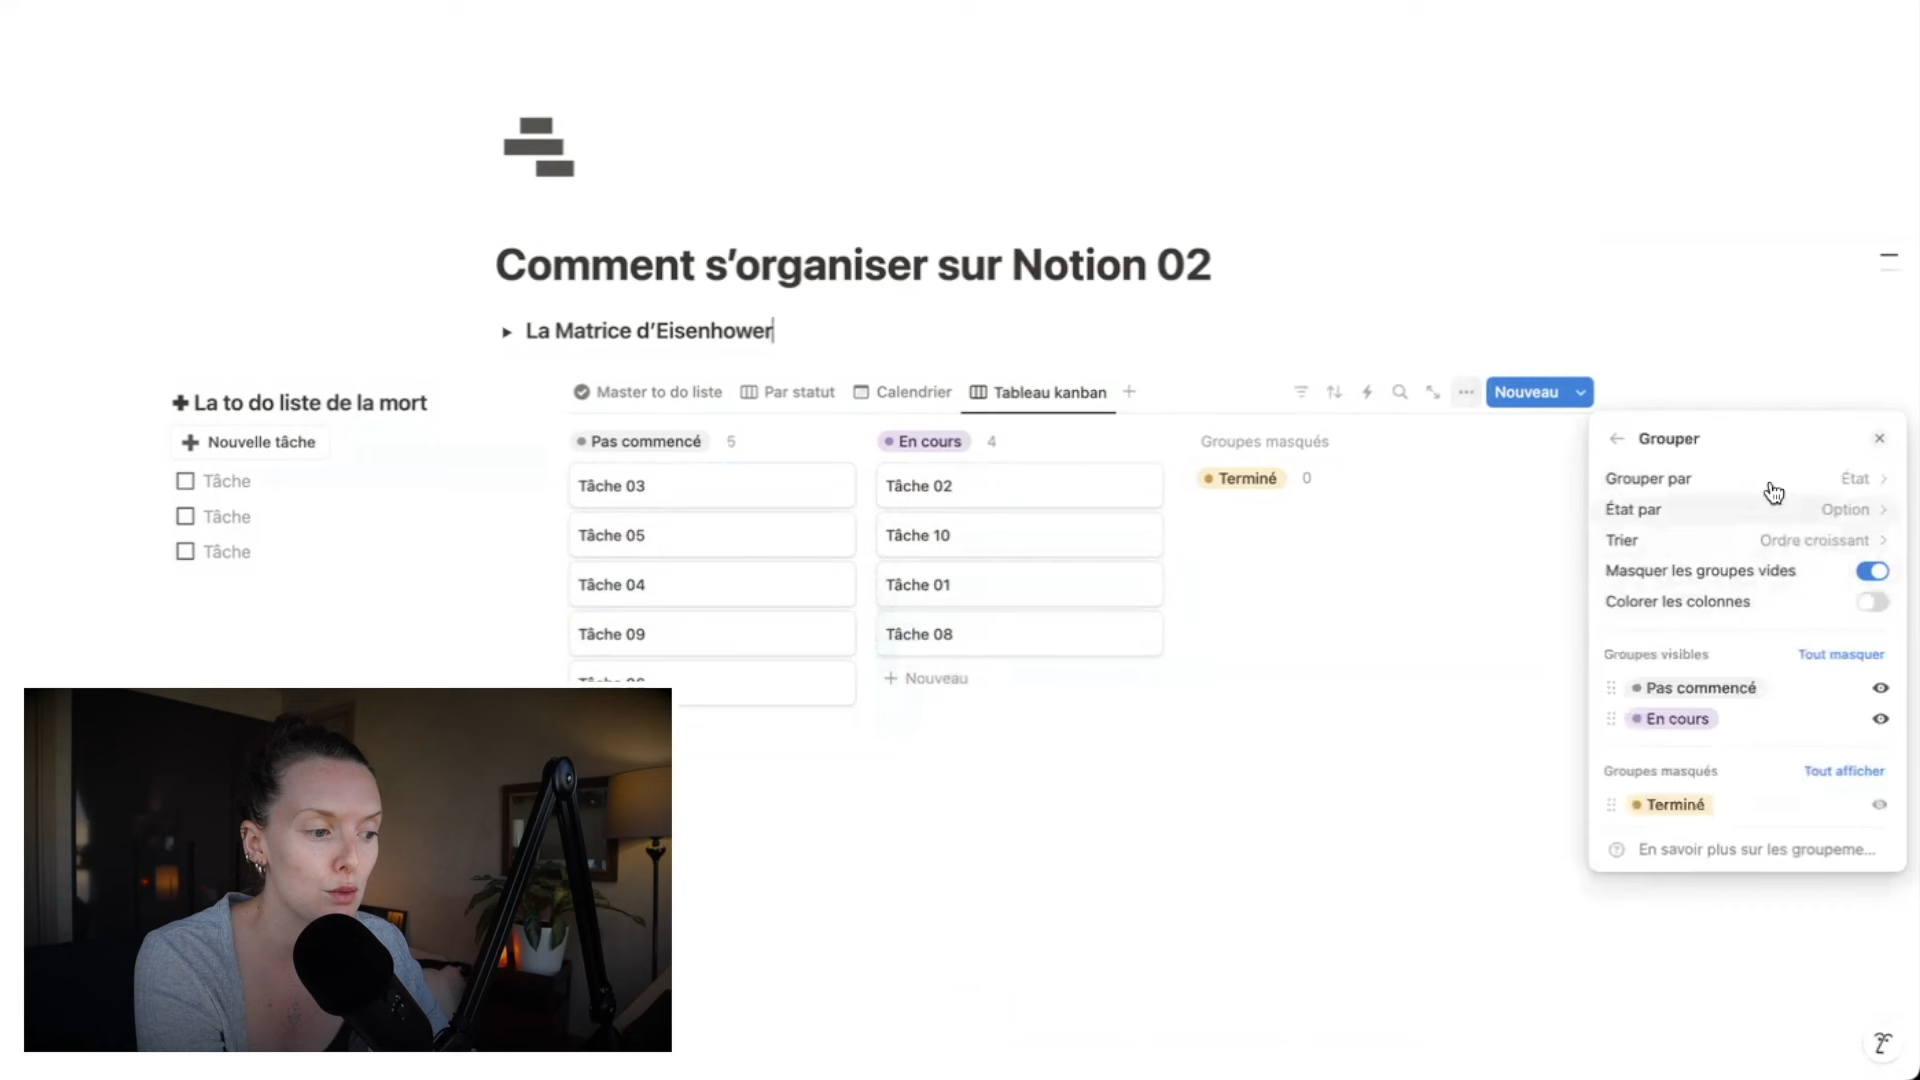 Comment s’organiser sur Notion 02
La Matrice d’Eisenhower
La to do liste de la mort
Nouvelle tâche
Tâche
Tâche
Tâche
Master to do liste
Par statut
Calendrier
Tableau kanban
Nouveau
Pas commencé 5
Tâche 03
Tâche 05
Tâche 04
Tâche 09
En cours 4
Tâche 02
Tâche 10
Tâche 01
Tâche 08
Nouveau
Groupes masqués
Terminé 0
Grouper
Grouper par État
État par Option
Trier Ordre croissant
Masquer les groupes vides
Colorer les colonnes
Groupes visibles Tout masquer
Pas commencé
En cours
Groupes masqués Tout afficher
Terminé
En savoir plus sur les groupeme...